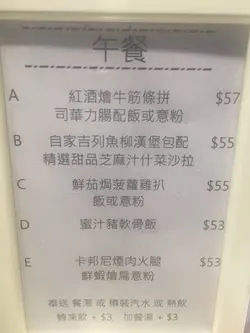 午餐
A 紅酒燴牛筋條拼 $57
司華力腸配飯或意粉
B 自家吉列魚柳漢堡包配 $55
精選甜品芝麻汁什菜沙拉
C 鮮茄焗菠蘿雞扒 $55
飯或意粉
D 蜜汁豬軟骨飯 $53
E 卡邦尼煙肉火腿 $53
鮮蝦燴扁意粉
奉送 餐湯 或 樽裝汽水 或 熱飲
轉凍飲 + $3 加餐湯 + $3